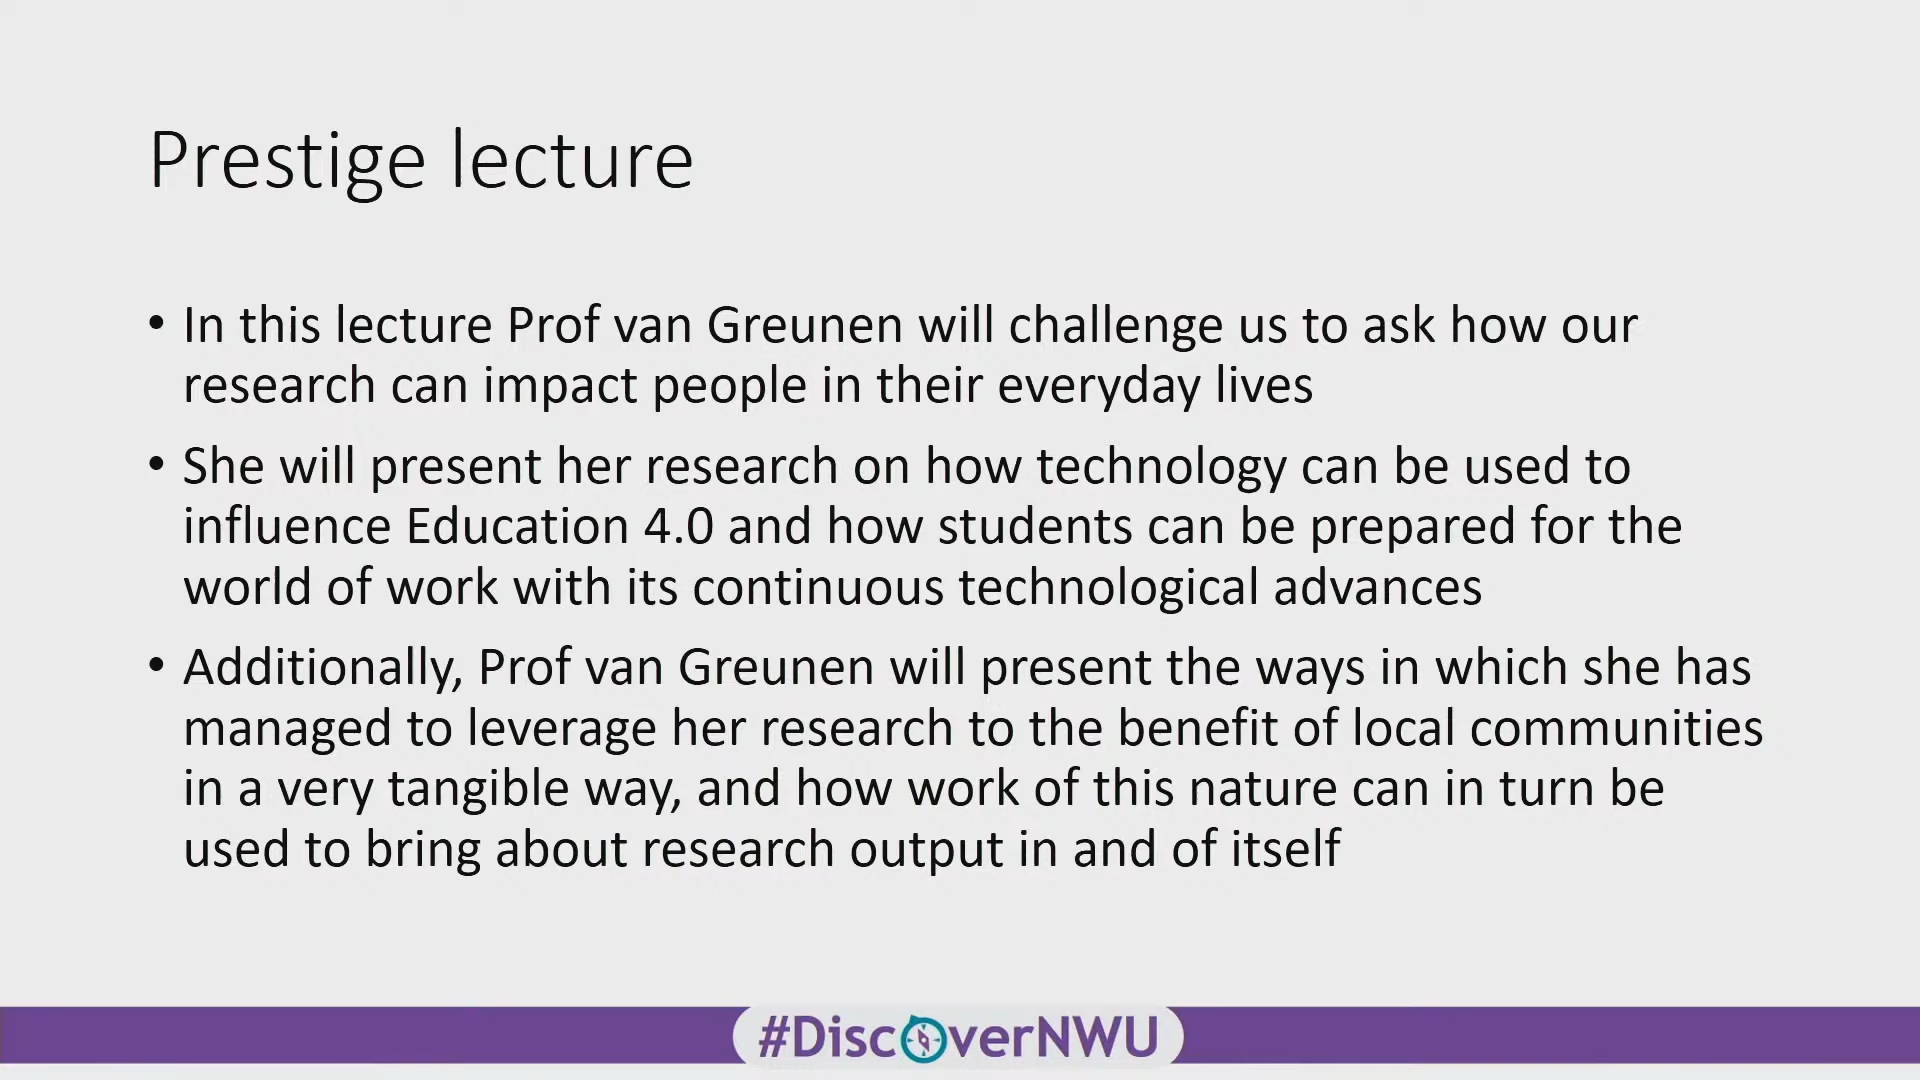 Prestige lecture
• In this lecture Prof van Greunen will challenge us to ask how our
research can impact people in their everyday lives
• She will present her research on how technology can be used to
influence Education 4.0 and how students can be prepared for the
world of work with its continuous technological advances
• Additionally, Prof van Greunen will present the ways in which she has
managed to leverage her research to the benefit of local communities
in a very tangible way, and how work of this nature can in turn be
used to bring about research output in and of itself
#DiscoverNWU